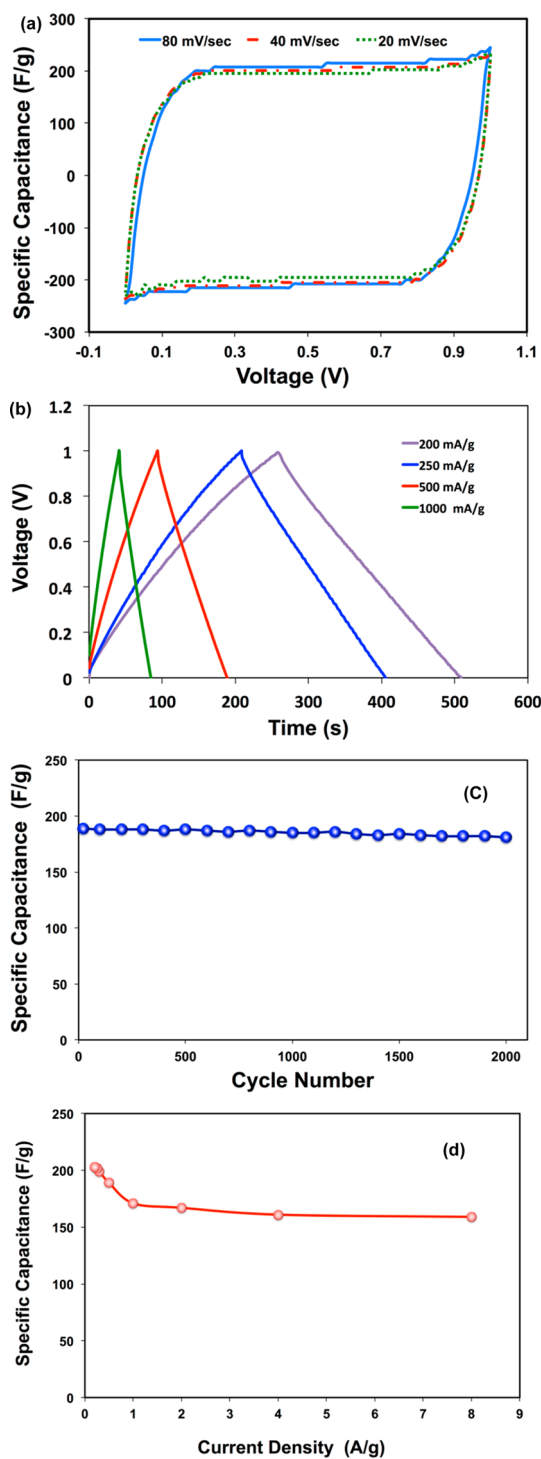 (a)
300
200
100
0
-100
-200
-300
Specific Capacitance (F/g)
80 mV/sec 40 mV/sec 20 mV/sec
-0.1 0.1 0.3 0.5 0.7 0.9 1.1
Voltage (V)
(b)
1.2
1
0.8
0.6
0.4
0.2
0
Voltage (V)
200 mA/g
250 mA/g
500 mA/g
1000 mA/g
0 100 200 300 400 500 600
Time (s)
250
200
150
100
50
0
Specific Capacitance (F/g)
(C)
0 500 1000 1500 2000
Cycle Number
250
200
150
100
50
0
Specific Capacitance (F/g)
(d)
0 1 2 3 4 5 6 7 8 9
Current Density (A/g)